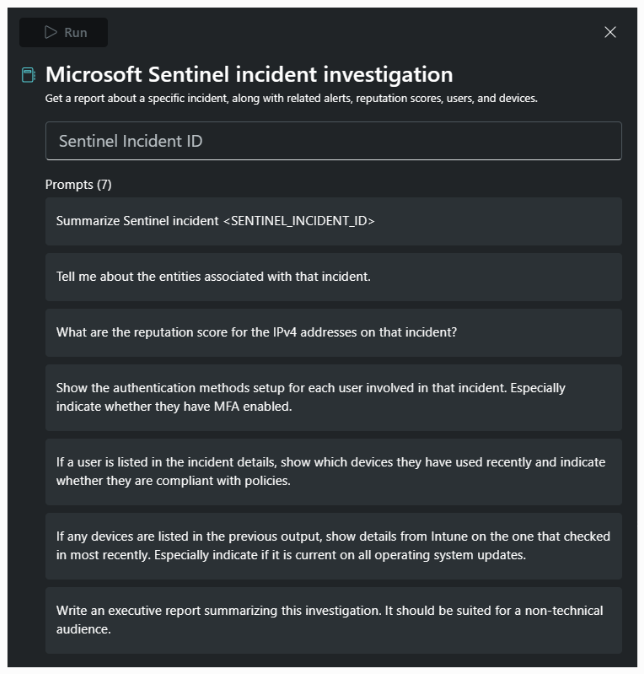 Run
Microsoft Sentinel incident investigation
Get a report about a specific incident, along with related alerts, reputation scores, users, and devices.
Sentinel Incident ID
Prompts (7)
Summarize Sentinel incident <SENTINEL_INCIDENT_ID>
Tell me about the entities associated with that incident.
What are the reputation score for the IPv4 addresses on that incident?
Show the authentication methods setup for each user involved in that incident. Especially
indicate whether they have MFA enabled.
If a user is listed in the incident details, show which devices they have used recently and indicate
whether they are compliant with policies.
If any devices are listed in the previous output, show details from Intune on the one that checked
in most recently. Especially indicate if it is current on all operating system updates.
Write an executive report summarizing this investigation. It should be suited for a non-technical
audience.